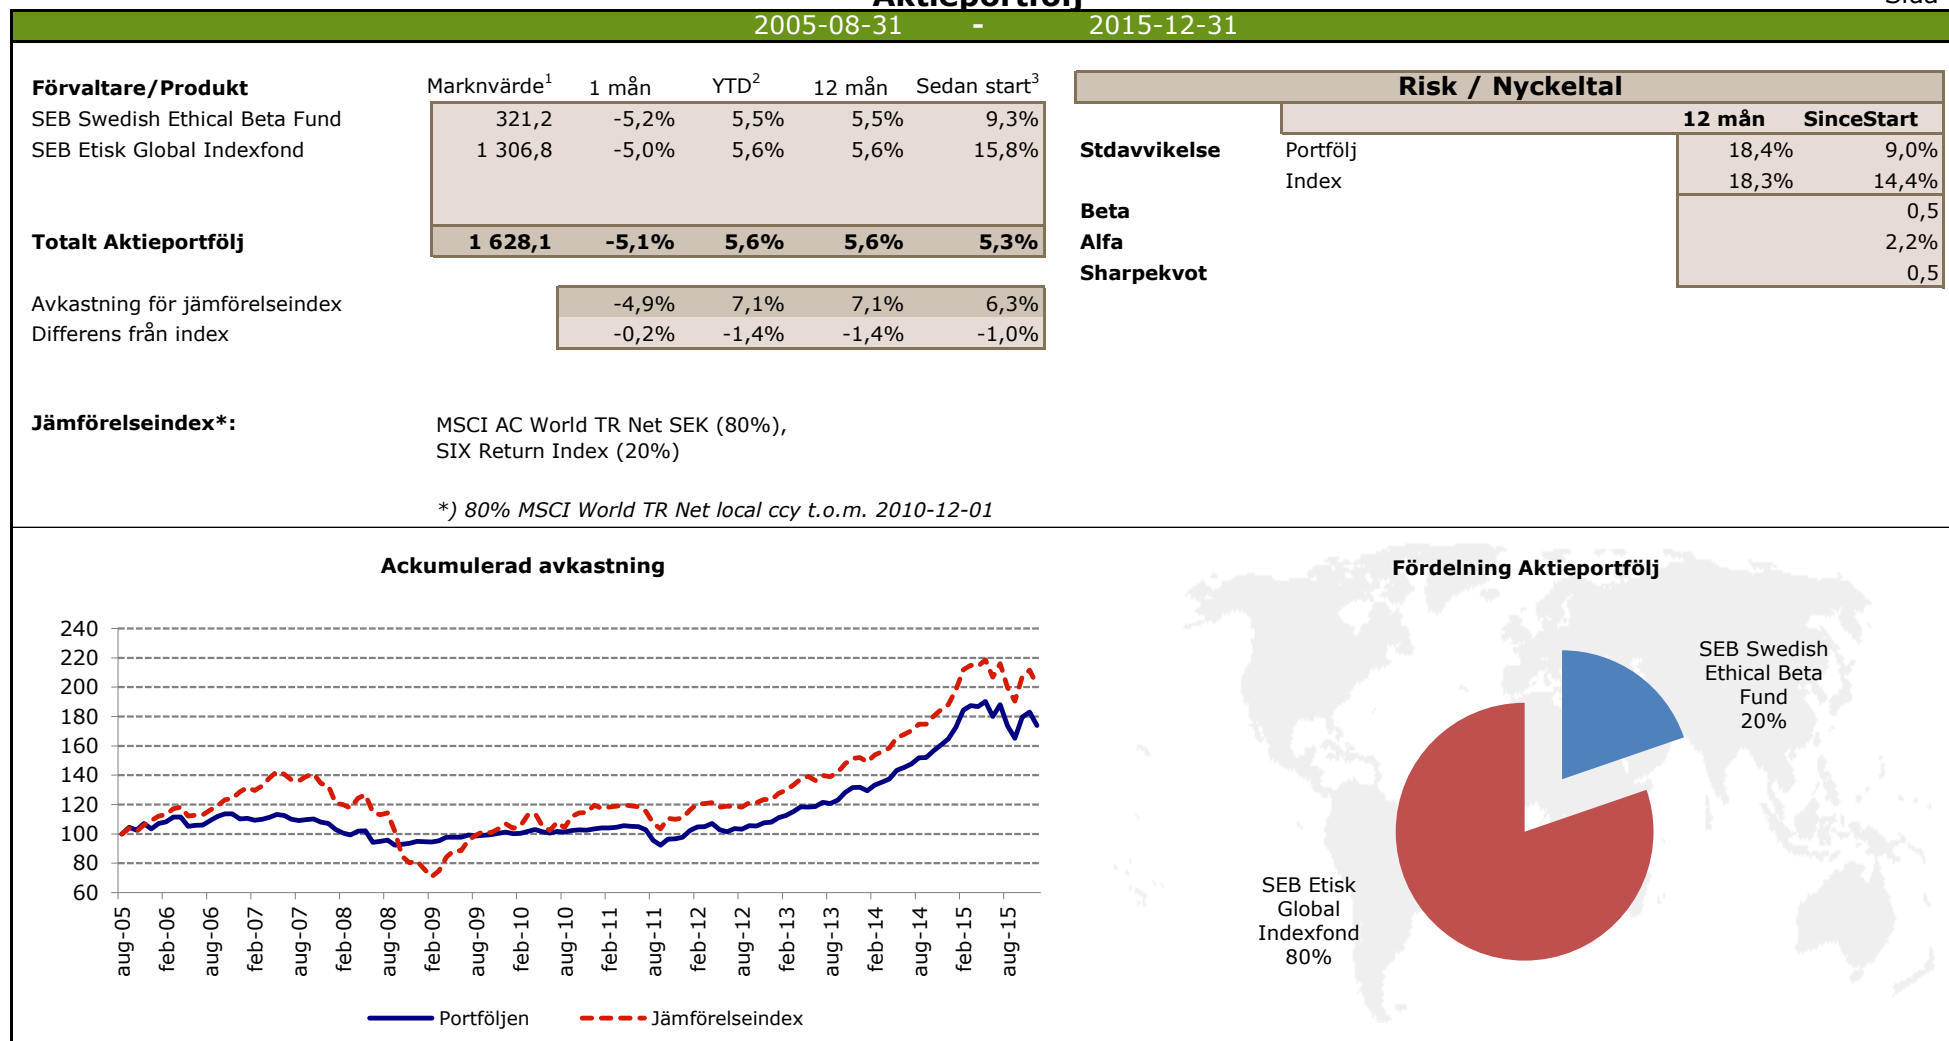 Aktieportfölj
2005-08-31 - 2015-12-31
Förvaltare/Produkt Marknvärde1 1 mån YTD2 12 mån Sedan start3
SEB Swedish Ethical Beta Fund 321,2 -5,2% 5,5% 5,5% 9,3%
SEB Etisk Global Indexfond 1 306,8 -5,0% 5,6% 5,6% 15,8%
Totalt Aktieportfölj 1 628,1 -5,1% 5,6% 5,6% 5,3%
Avkastning för jämförelseindex -4,9% 7,1% 7,1% 6,3%
Differens från index -0,2% -1,4% -1,4% -1,0%
Risk / Nyckeltal
12 mån SinceStart
Stdavvikelse Portfölj 18,4% 9,0%
Index 18,3% 14,4%
Beta 0,5
Alfa 2,2%
Sharpekvot 0,5
Jämförelseindex*: MSCI AC World TR Net SEK (80%),
SIX Return Index (20%)
*) 80% MSCI World TR Net local ccy t.o.m. 2010-12-01
Ackumulerad avkastning
240
220
200
180
160
140
120
100
80
60
aug-05 feb-06 aug-06 feb-07 aug-07 feb-08 aug-08 feb-09 aug-09 feb-10 aug-10 feb-11 aug-11 feb-12 aug-12 feb-13 aug-13 feb-14 aug-14 feb-15 aug-15
Portföljen Jämförelseindex
Fördelning Aktieportfölj
SEB Swedish
Ethical Beta
Fund
20%
SEB Etisk
Global
Indexfond
80%